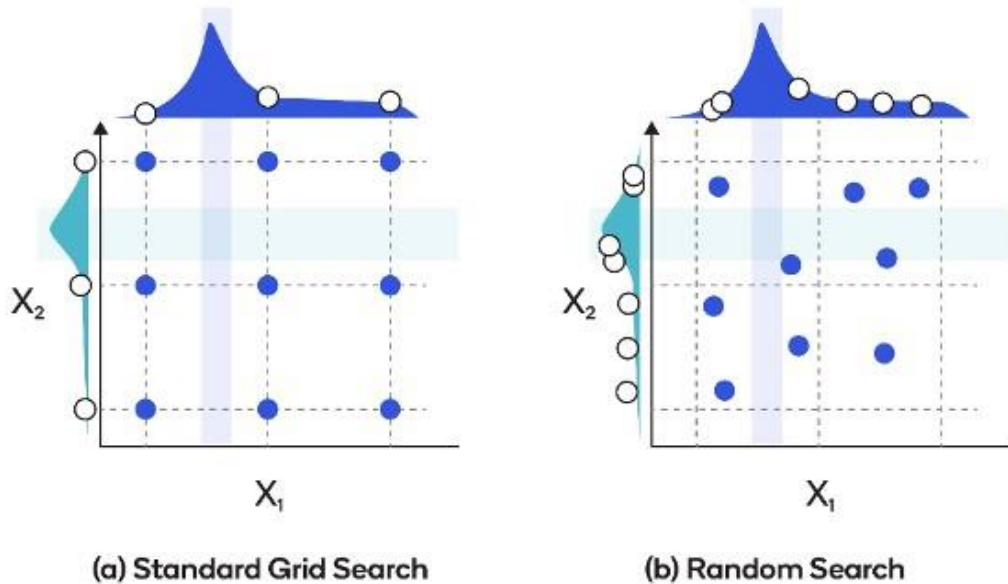 X₂
X₁
(a) Standard Grid Search
X₂
X₁
(b) Random Search